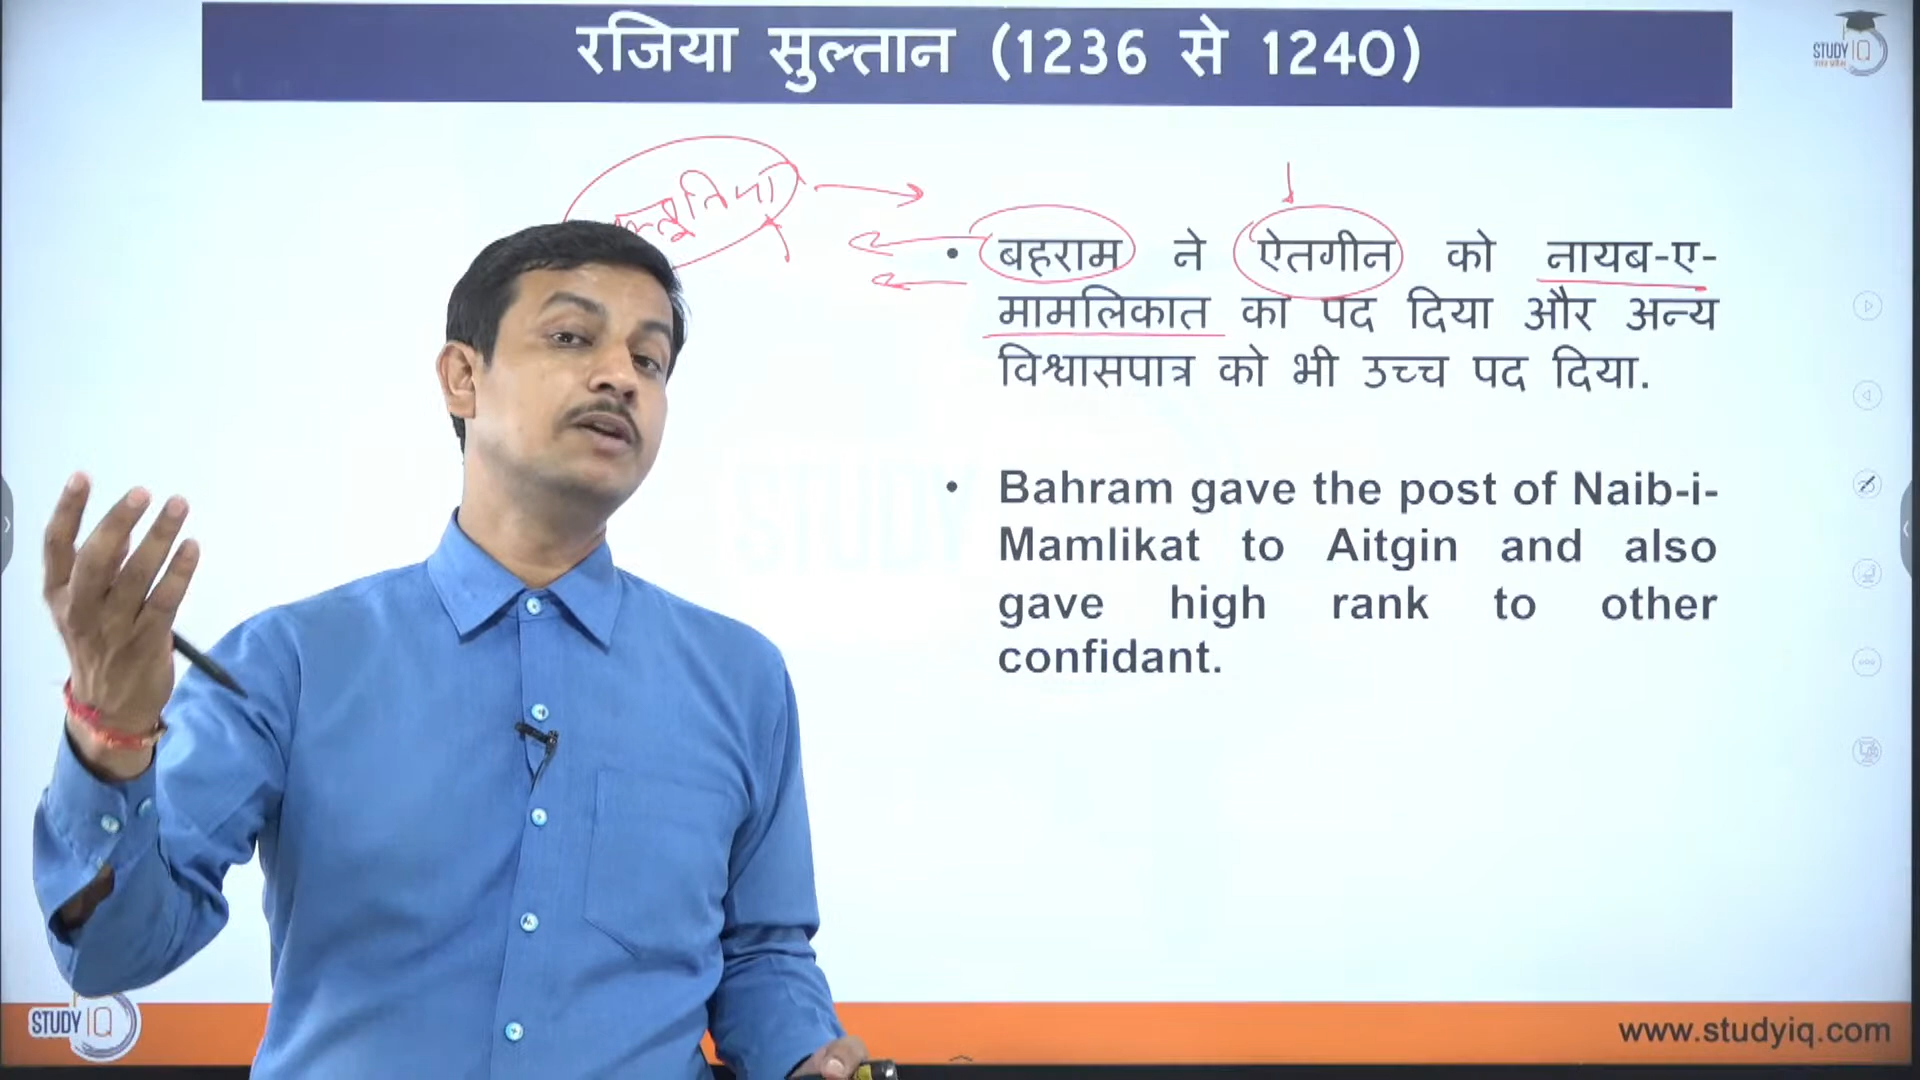 रजिया सुल्तान (1236 से 1240)
STUDY IQ
• बहराम ने ऐतगीन को नायब-ए-
मामलिकात का पद दिया और अन्य
विश्वासपात्र को भी उच्च पद दिया.
• Bahram gave the post of Naib-i-
Mamlikat to Aitgin and also
gave high rank to other
confidant.
STUDY
STUDY IQ
www.studyiq.com